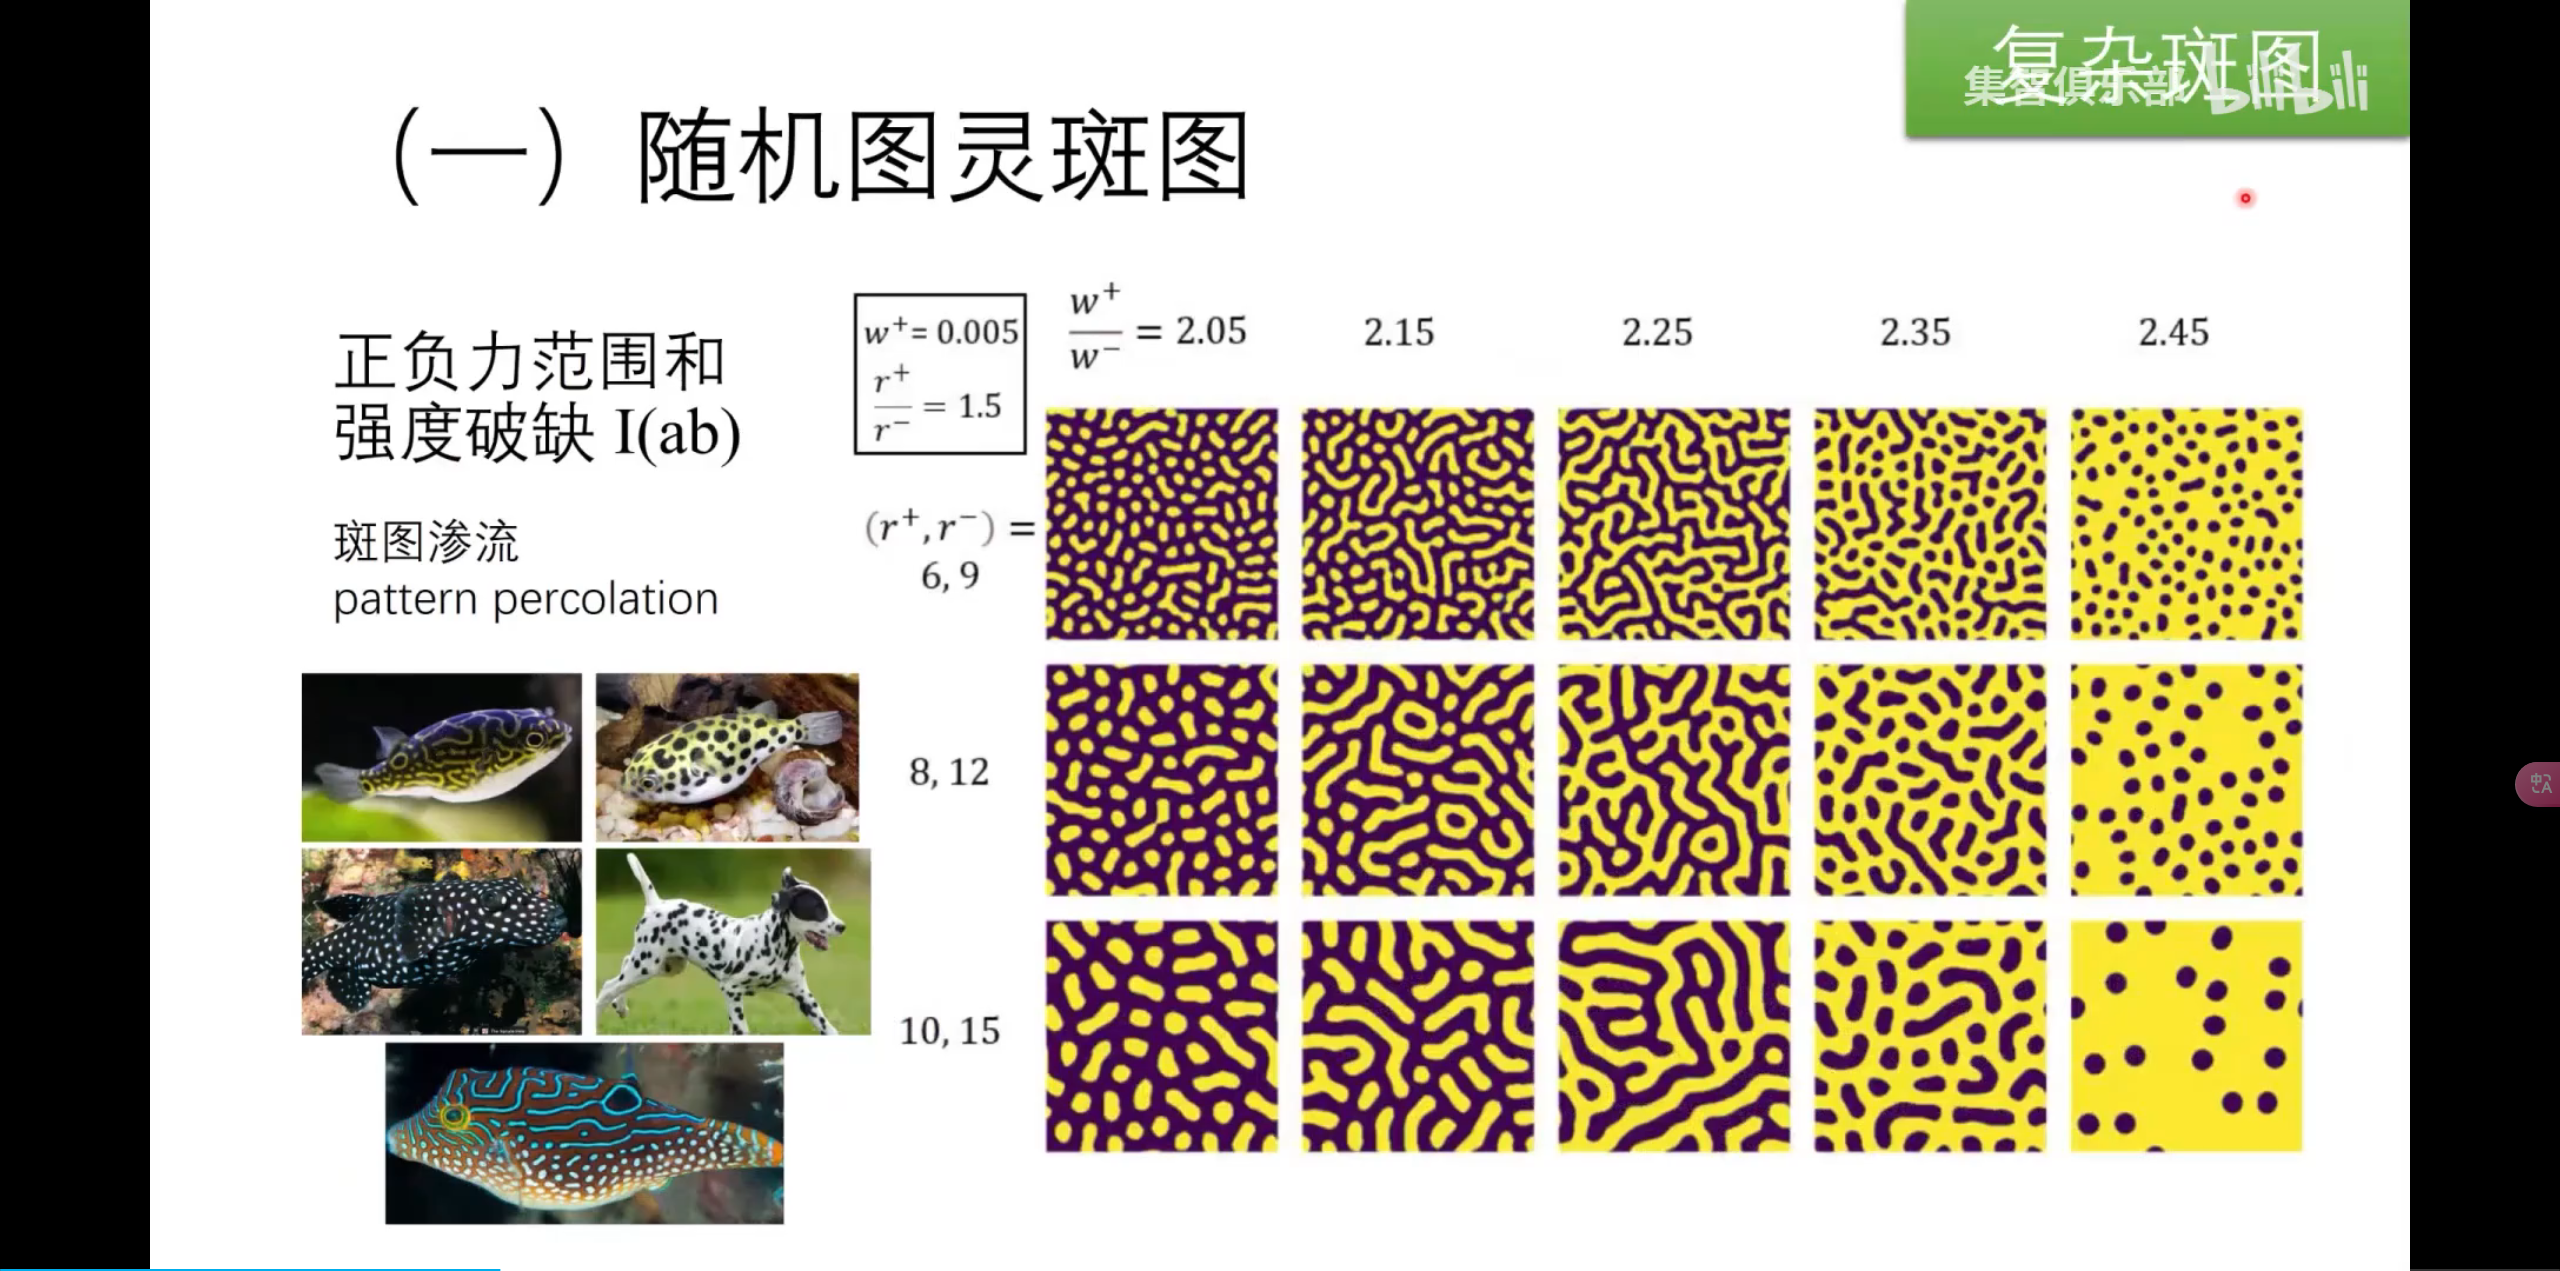 复杂斑图
集智俱乐部 bilibili
（一）随机图灵斑图
正负力范围和
强度破缺 I(ab)
斑图渗流
pattern percolation
w⁺= 0.005
r⁺/r⁻ = 1.5
w⁺/w⁻ = 2.05 2.15 2.25 2.35 2.45
(r⁺, r⁻) =
6, 9
8, 12
10, 15
中
A